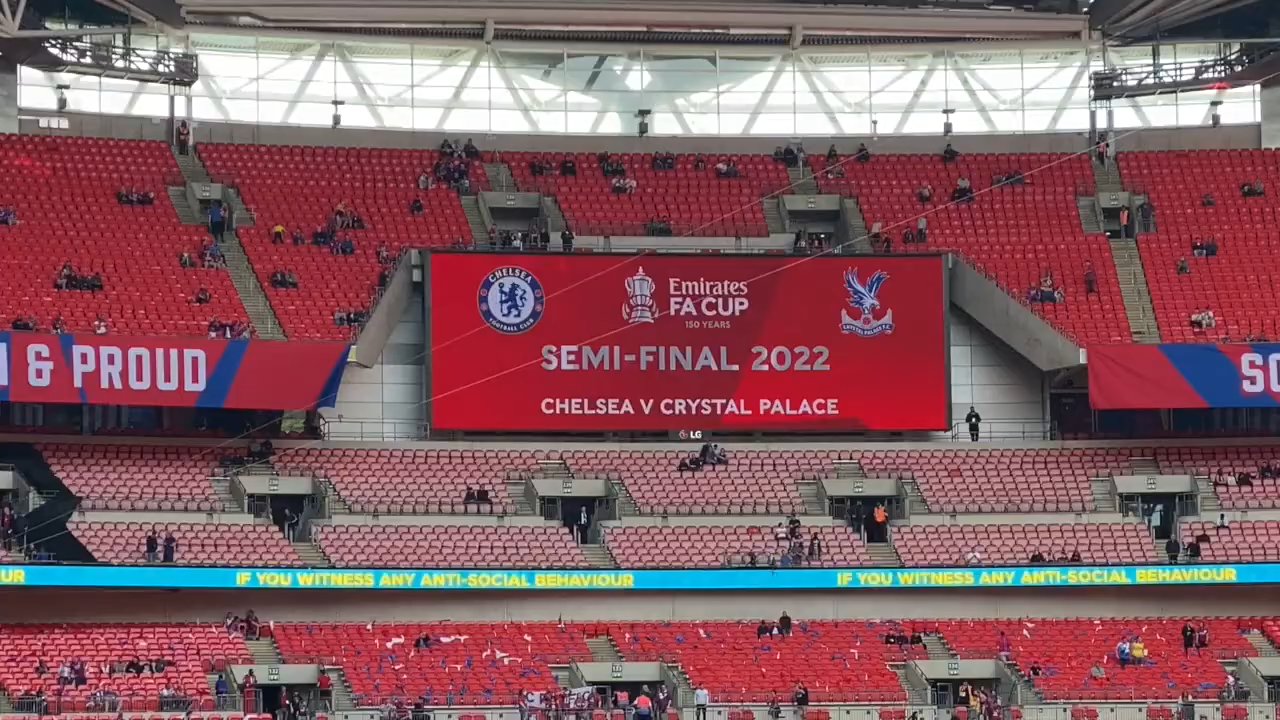 CHELSEA
FOOTBALL CLUB
Emirates
FA CUP
150 YEARS
CRYSTAL PALACE F.C.
SEMI-FINAL 2022
CHELSEA V CRYSTAL PALACE
LG
& PROUD
SO
UR
IF YOU WITNESS ANY ANTI-SOCIAL BEHAVIOUR
IF YOU WITNESS ANY ANTI-SOCIAL BEHAVIOUR